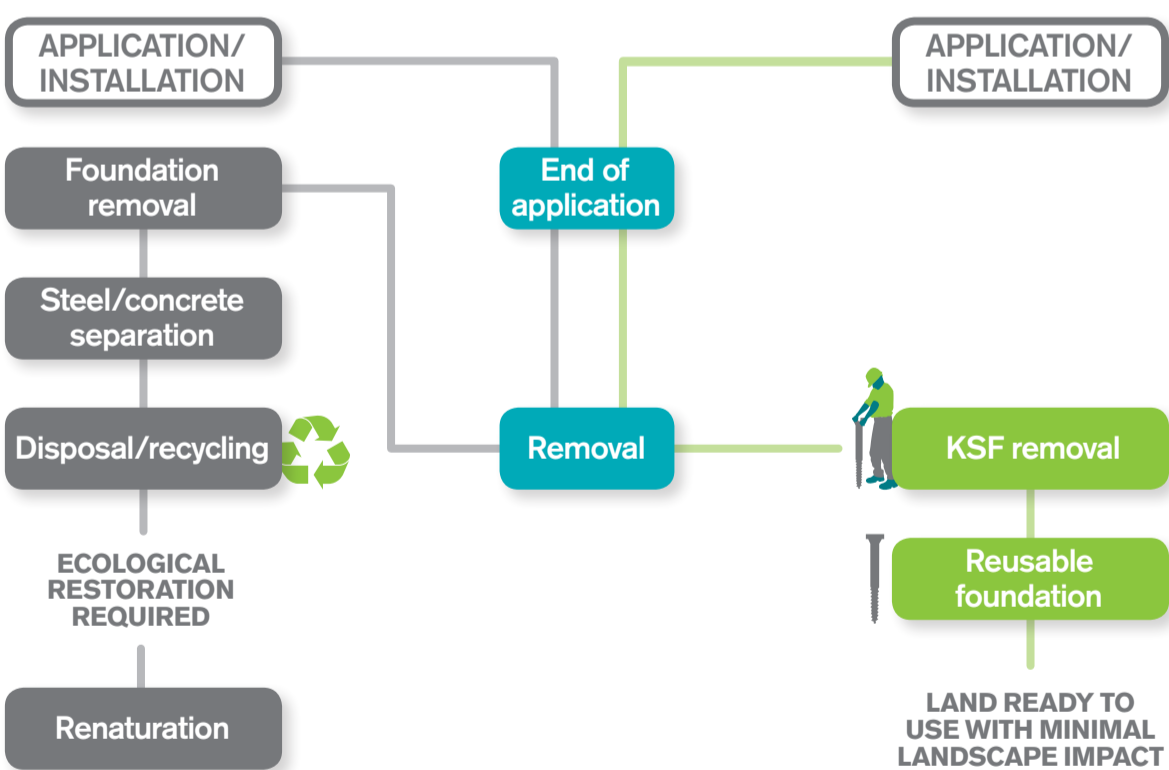 APPLICATION/
INSTALLATION
APPLICATION/
INSTALLATION
Foundation
removal
End of
application
Steel/concrete
separation
Disposal/recycling
Removal
KSF removal
ECOLOGICAL
RESTORATION
REQUIRED
Reusable
foundation
Renaturation
LAND READY TO
USE WITH MINIMAL
LANDSCAPE IMPACT